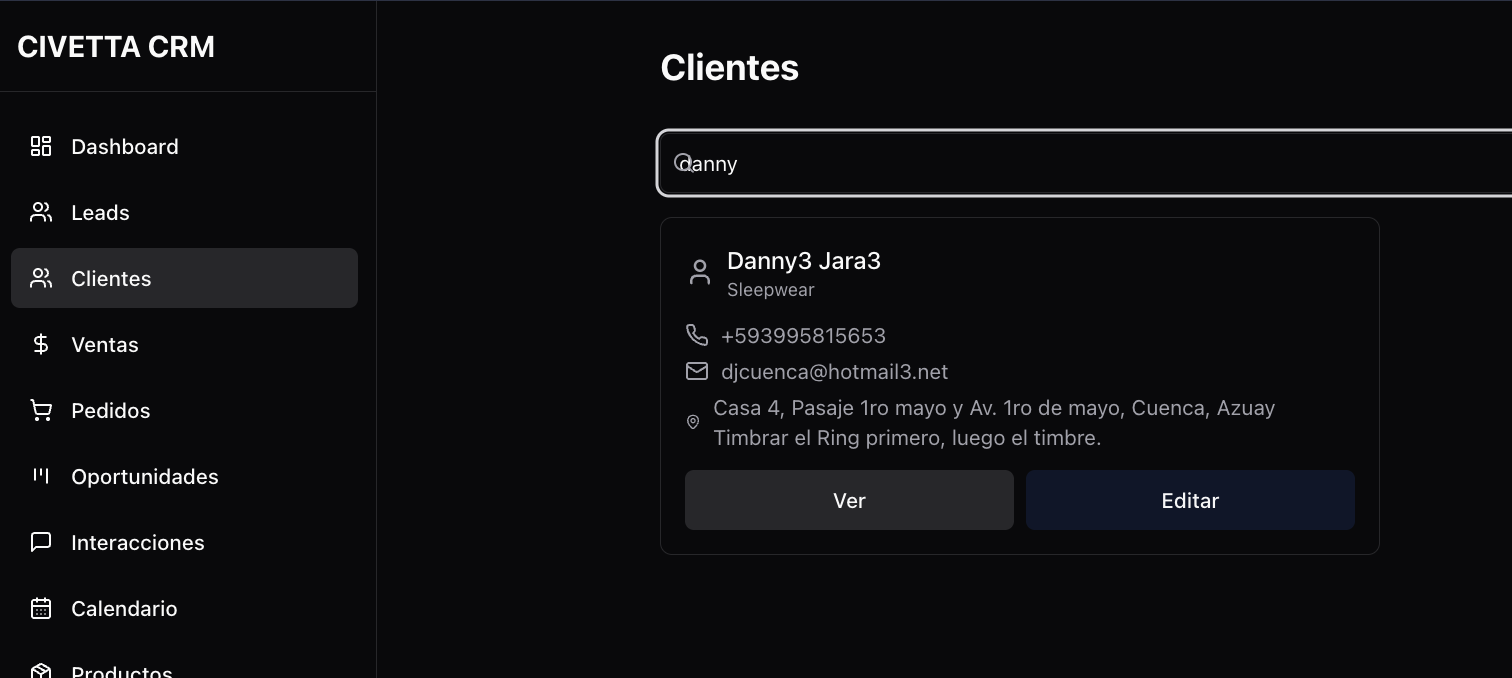 CIVETTA CRM
Dashboard
Leads
Clientes
Ventas
Pedidos
Oportunidades
Interacciones
Calendario
Productos
Clientes
danny
Danny3 Jara3
Sleepwear
+593995815653
djcuenca@hotmail3.net
Casa 4, Pasaje 1ro mayo y Av. 1ro de mayo, Cuenca, Azuay
Timbrar el Ring primero, luego el timbre.
Ver
Editar